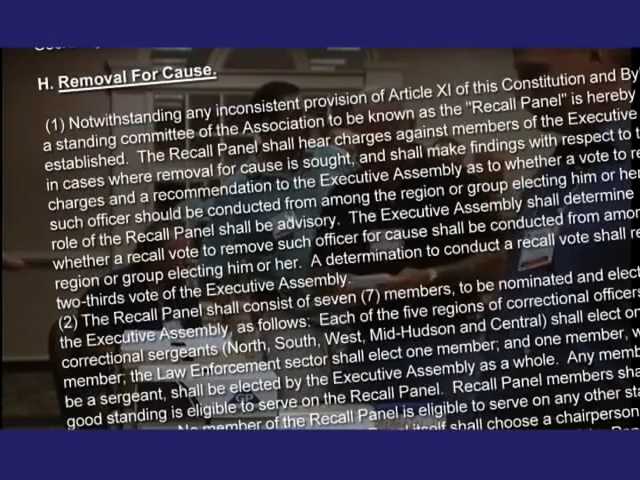 H. Removal For Cause.
(1) Notwithstanding any inconsistent provision of Article XI of this Constitution and By
a standing committee of the Association to be known as the "Recall Panel" is hereby
established. The Recall Panel shall hear charges against members of the Executive
in cases where removal for cause is sought, and shall make findings with respect to
charges and a recommendation to the Executive Assembly as to whether a vote to re
such officer should be conducted from among the region or group electing him or her
role of the Recall Panel shall be advisory. The Executive Assembly shall determine
whether a recall vote to remove such officer for cause shall be conducted from amo
region or group electing him or her. A determination to conduct a recall vote shall re
two-thirds vote of the Executive Assembly.
(2) The Recall Panel shall consist of seven (7) members, to be nominated and elect
the Executive Assembly, as follows: Each of the five regions of correctional officers
correctional sergeants (North, South, West, Mid-Hudson and Central) shall elect on
member; the Law Enforcement sector shall elect one member; and one member, w
be a sergeant, shall be elected by the Executive Assembly as a whole. Any mem
good standing is eligible to serve on the Recall Panel. Recall Panel members sha
No member of the Recall Panel is eligible to serve on any other sta
itself shall choose a chairperson